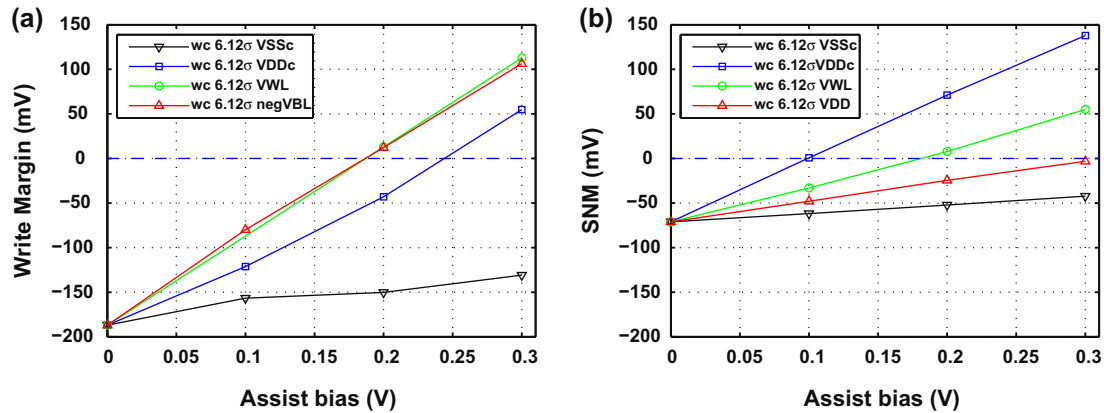 (a)
150
100
50
0
−50
−100
−150
−200
Write Margin (mV)
wc 6.12σ VSSc
wc 6.12σ VDDc
wc 6.12σ VWL
wc 6.12σ negVBL
0 0.05 0.1 0.15 0.2 0.25 0.3
Assist bias (V)
(b)
150
100
50
0
−50
−100
−150
−200
SNM (mV)
wc 6.12σ VSSc
wc 6.12σVDDc
wc 6.12σ VWL
wc 6.12σ VDD
0 0.05 0.1 0.15 0.2 0.25 0.3
Assist bias (V)